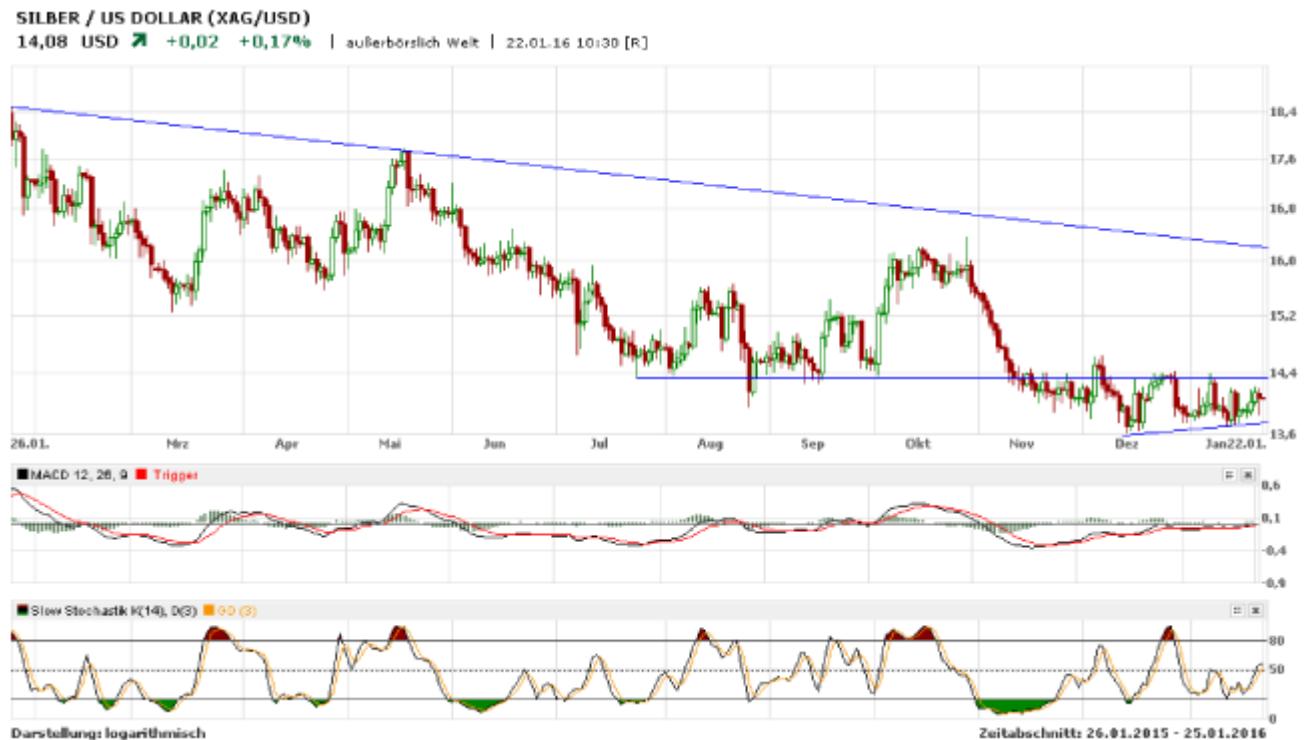 SILBER / US DOLLAR (XAG/USD)
14,08 USD +0,02 +0,17% | außerbörslich Welt | 22.01.16 10:30 [R]
18,4
17,6
16,8
16,0
15,2
14,4
13,6
26.01. Mrz Apr Mai Jun Jul Aug Sep Okt Nov Dez Jan22.01.
MACD 12, 26, 9 Trigger
0,6
0,1
-0,4
-0,9
Slow Stochastik K(14), D(3) GD (3)
80
50
0
Darstellung: logarithmisch Zeitabschnitt: 26.01.2015 - 25.01.2016